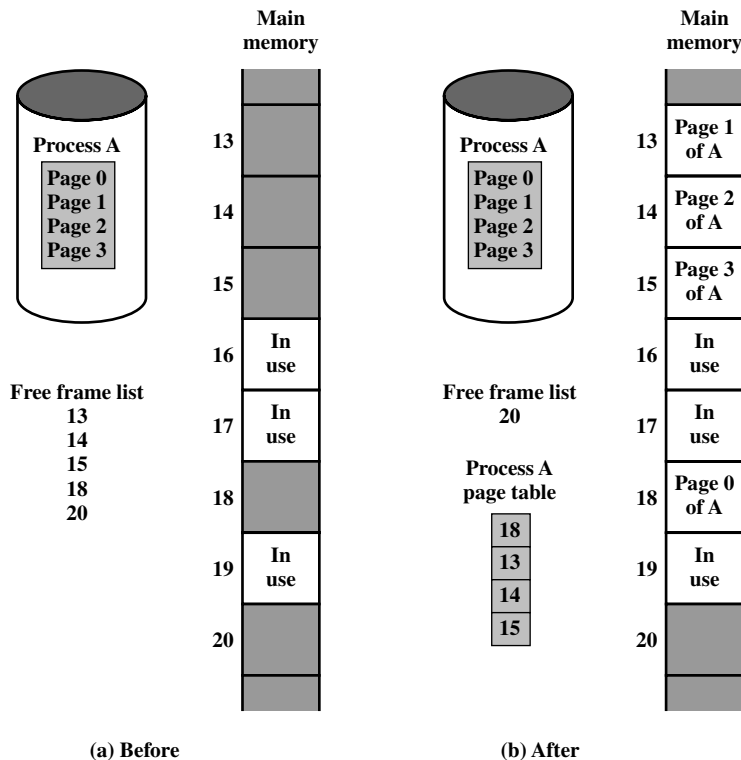 Main
memory
Process A
Page 0
Page 1
Page 2
Page 3
13
14
15
16
In
use
17
In
use
18
19
In
use
20
Free frame list
13
14
15
18
20
(a) Before
Main
memory
Process A
Page 0
Page 1
Page 2
Page 3
13
Page 1
of A
14
Page 2
of A
15
Page 3
of A
16
In
use
17
In
use
18
Page 0
of A
19
In
use
20
Free frame list
20
Process A
page table
18
13
14
15
(b) After